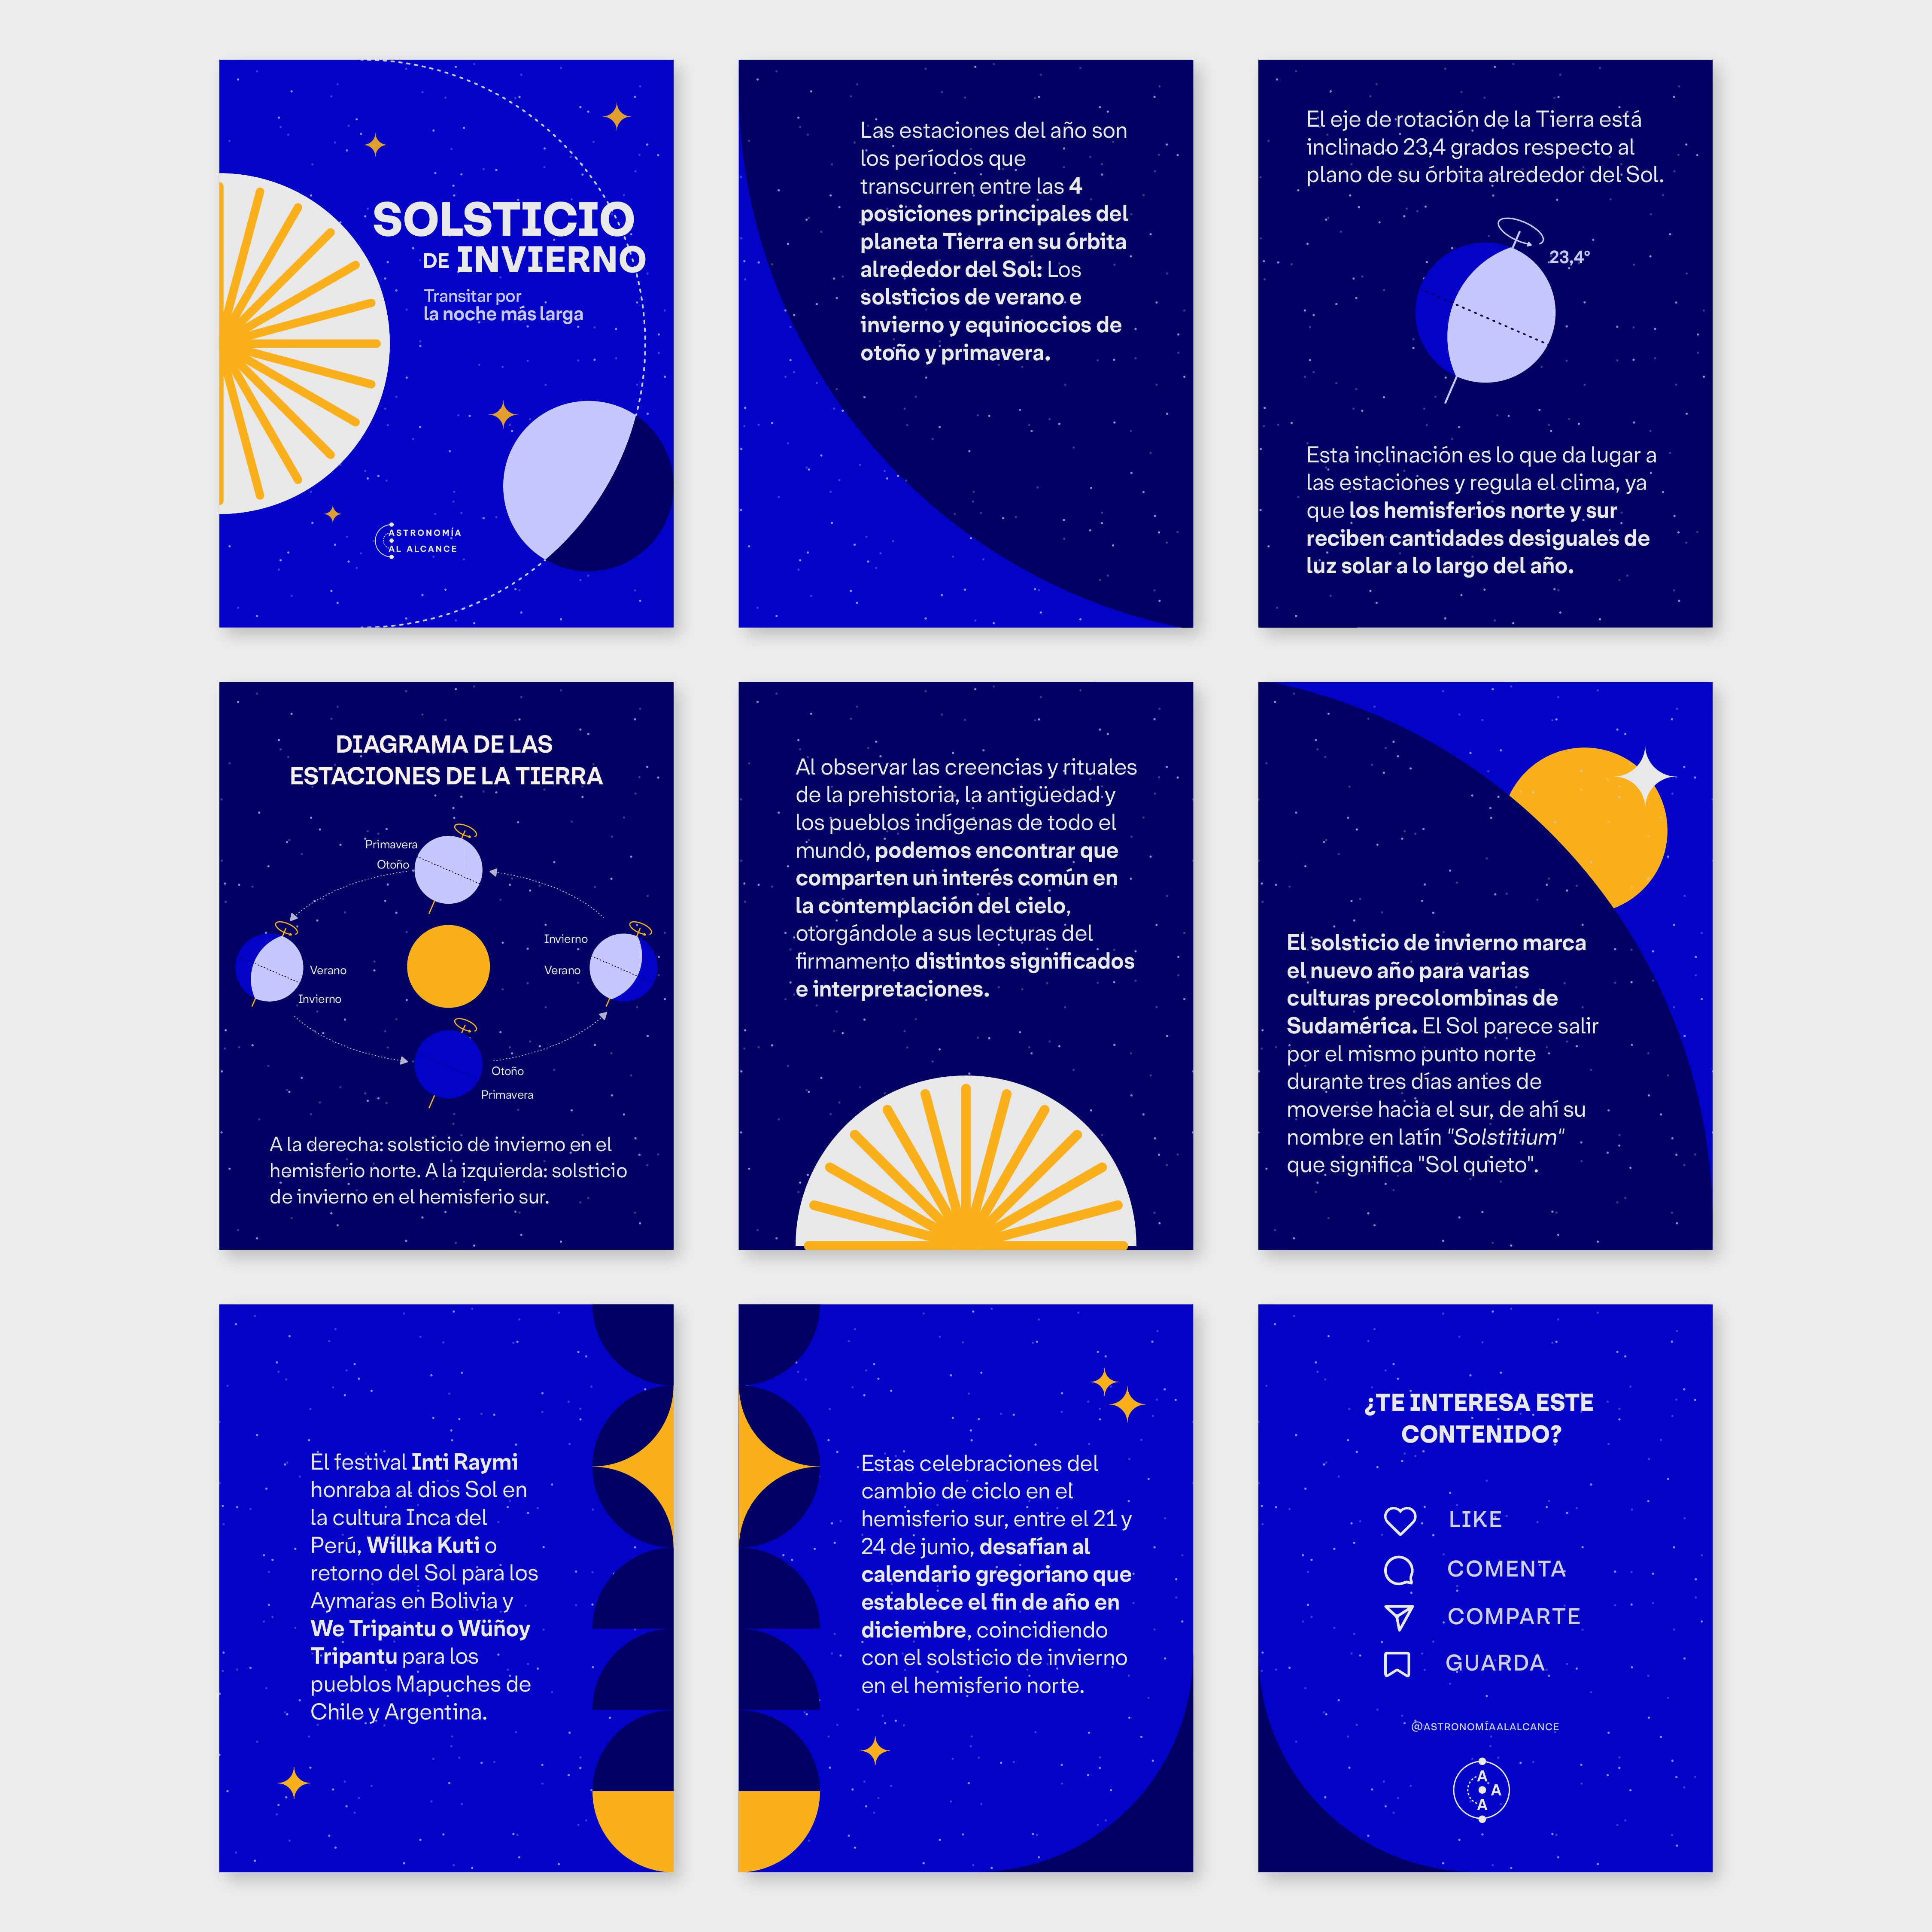 SOLSTICIO
DE INVIERNO
Transitar por
la noche más larga
ASTRONOMÍA
AL ALCANCE
Las estaciones del año son
los períodos que
transcurren entre las 4
posiciones principales del
planeta Tierra en su órbita
alrededor del Sol: Los
solsticios de verano e
invierno y equinoccios de
otoño y primavera.
El eje de rotación de la Tierra está
inclinado 23,4 grados respecto al
plano de su órbita alrededor del Sol.
23,4°
Esta inclinación es lo que da lugar a
las estaciones y regula el clima, ya
que los hemisferios norte y sur
reciben cantidades desiguales de
luz solar a lo largo del año.
DIAGRAMA DE LAS
ESTACIONES DE LA TIERRA
Primavera
Otoño
Invierno
Verano
Verano
Invierno
Otoño
Primavera
A la derecha: solsticio de invierno en el
hemisferio norte. A la izquierda: solsticio
de invierno en el hemisferio sur.
Al observar las creencias y rituales
de la prehistoria, la antigüedad y
los pueblos indígenas de todo el
mundo, podemos encontrar que
comparten un interés común en
la contemplación del cielo,
otorgándole a sus lecturas del
firmamento distintos significados
e interpretaciones.
El solsticio de invierno marca
el nuevo año para varias
culturas precolombinas de
Sudamérica. El Sol parece salir
por el mismo punto norte
durante tres días antes de
moverse hacia el sur, de ahí su
nombre en latín "Solstitium"
que significa "Sol quieto".
El festival Inti Raymi
honraba al dios Sol en
la cultura Inca del
Perú, Willka Kuti o
retorno del Sol para los
Aymaras en Bolivia y
We Tripantu o Wüñoy
Tripantu para los
pueblos Mapuches de
Chile y Argentina.
Estas celebraciones del
cambio de ciclo en el
hemisferio sur, entre el 21 y
24 de junio, desafían al
calendario gregoriano que
establece el fin de año en
diciembre, coincidiendo
con el solsticio de invierno
en el hemisferio norte.
¿TE INTERESA ESTE
CONTENIDO?
LIKE
COMENTA
COMPARTE
GUARDA
@ASTRONOMÍAALALCANCE
A
A
A